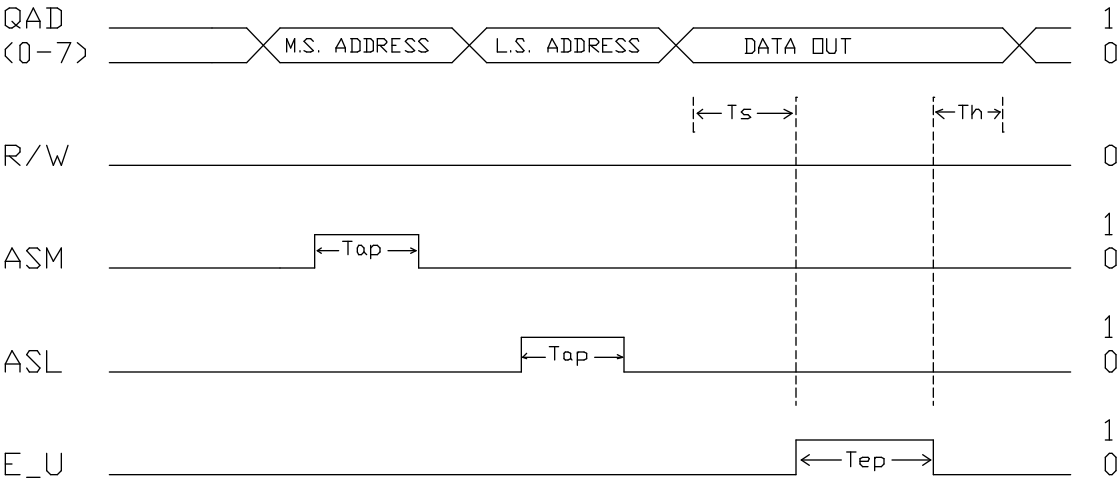 QAD 1
(0-7) M.S. ADDRESS L.S. ADDRESS DATA OUT 0
Ts Th
R/W 0
1
ASM Tap 0
1
ASL Tap 0
1
E_U Tep 0